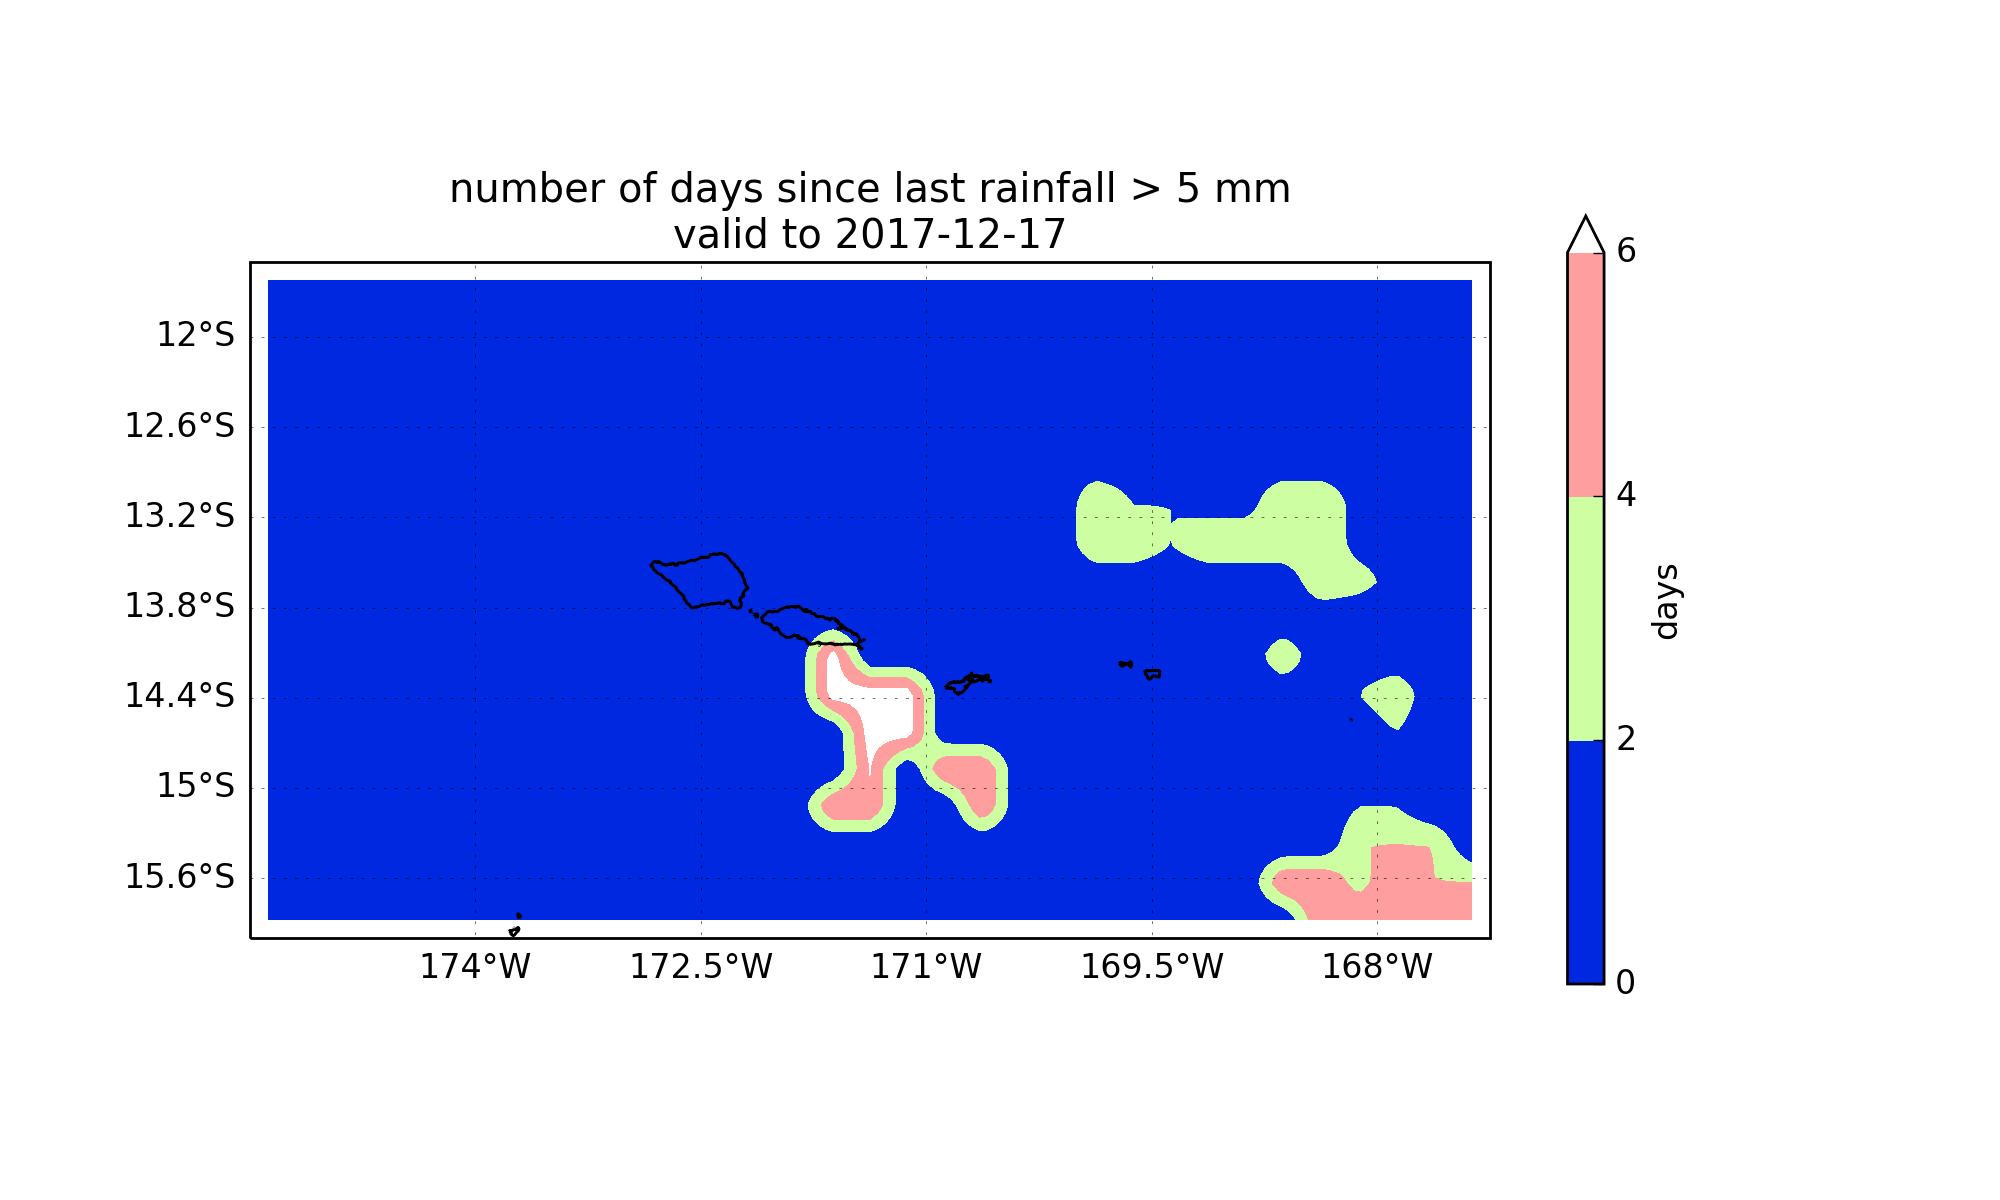 number of days since last rainfall > 5 mm
valid to 2017-12-17
12°S
12.6°S
13.2°S
13.8°S
14.4°S
15°S
15.6°S
174°W
172.5°W
171°W
169.5°W
168°W
6
4
2
0
days